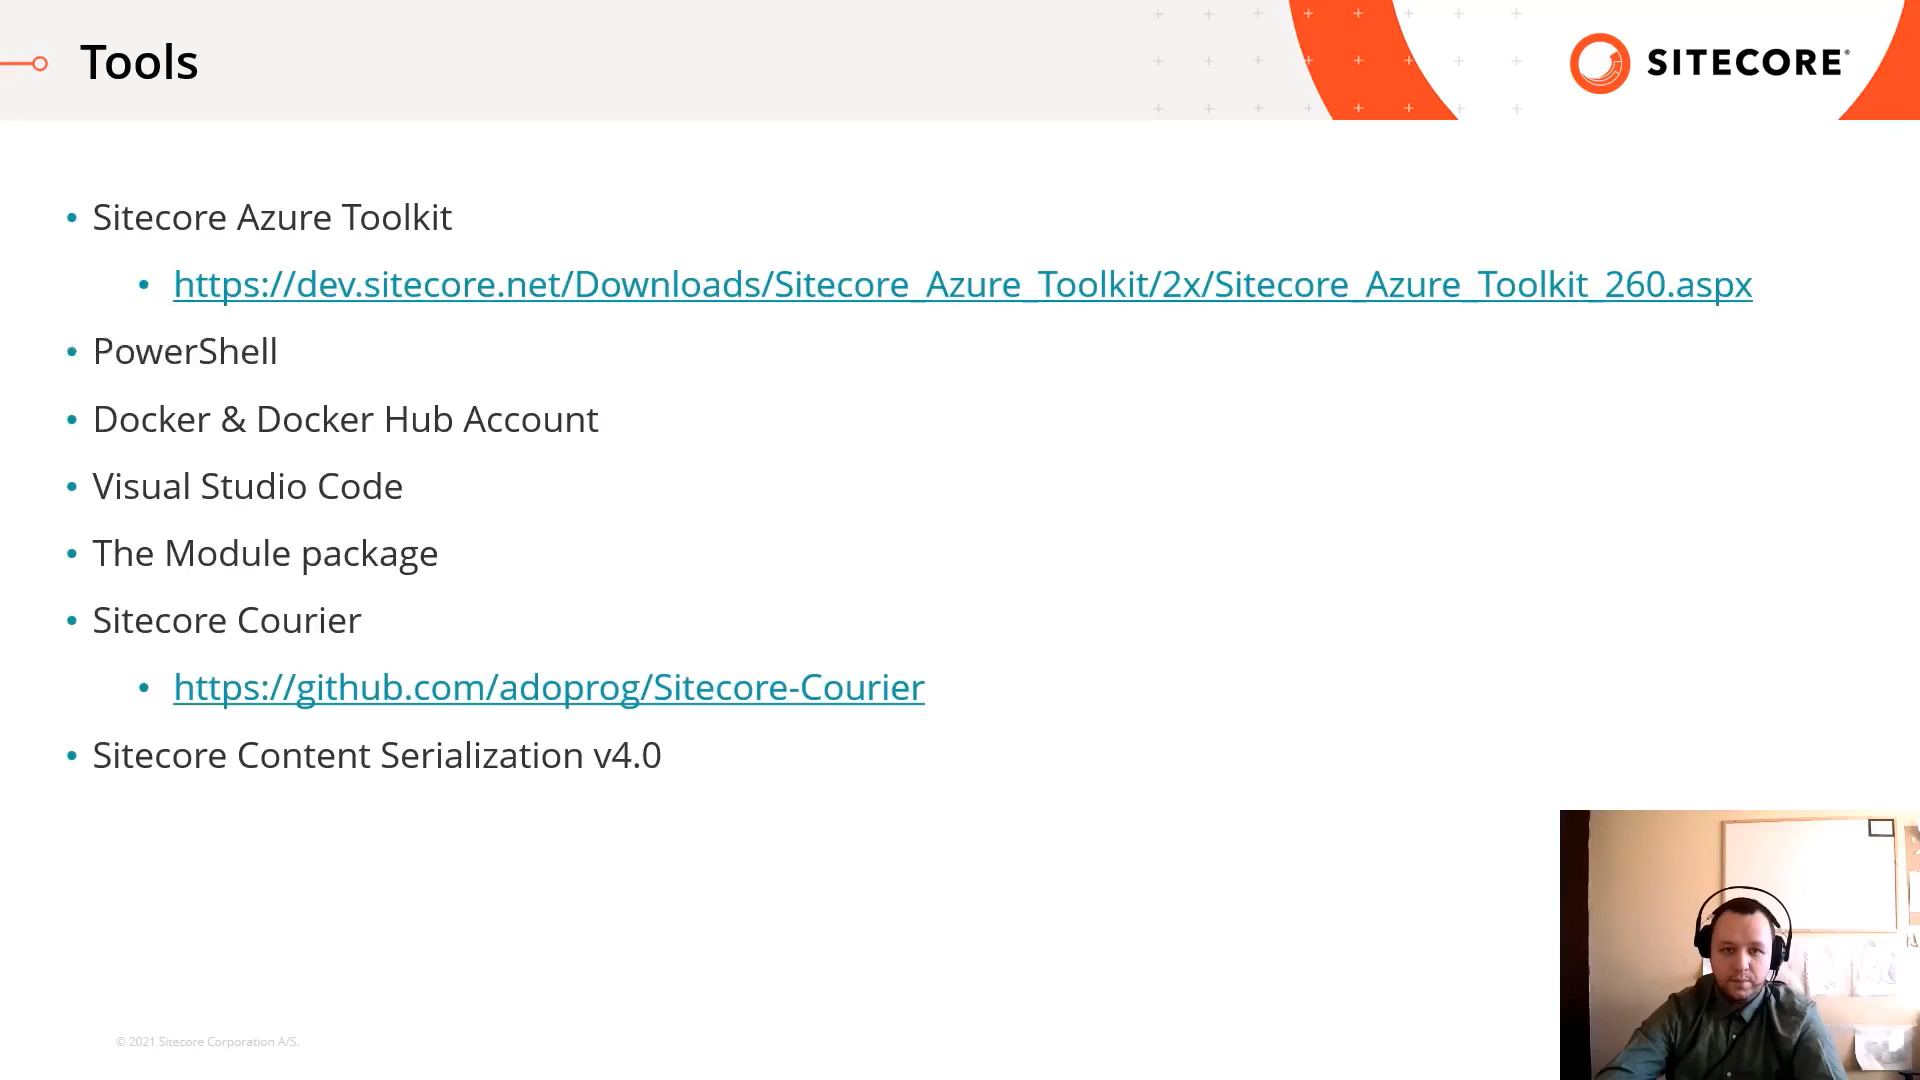 Tools
SITECORE
Sitecore Azure Toolkit
https://dev.sitecore.net/Downloads/Sitecore_Azure_Toolkit/2x/Sitecore_Azure_Toolkit_260.aspx
PowerShell
Docker & Docker Hub Account
Visual Studio Code
The Module package
Sitecore Courier
https://github.com/adoprog/Sitecore-Courier
Sitecore Content Serialization v4.0
© 2021 Sitecore Corporation A/S.